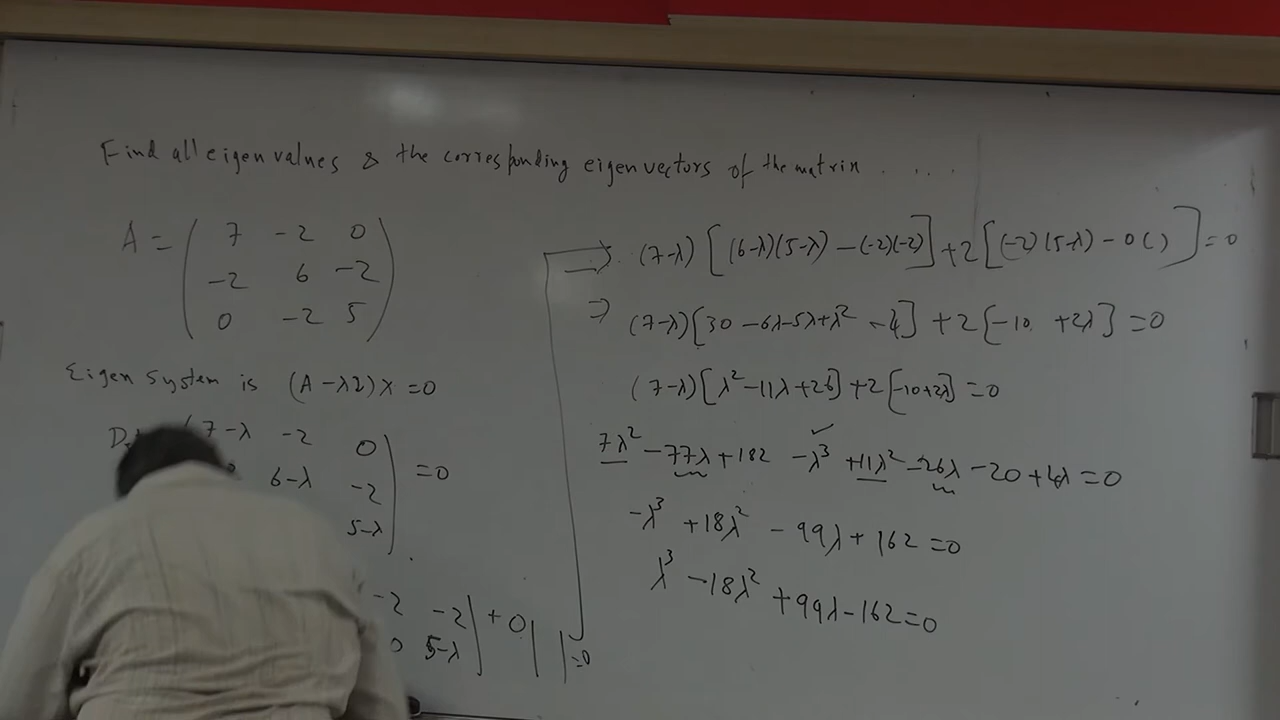 Find all eigen values & the corresponding eigen vectors of the matrix . . . .
A = ( 7 -2 0
-2 6 -2
0 -2 5 )
Eigen system is (A - λI)x = 0
7-λ -2 0
6-λ -2 = 0
5-λ
-2 -2 | + 0 | | = 0
0 5-λ
⇒ (7-λ) [(6-λ)(5-λ) - (-2)(-2)] + 2 [(-2)(5-λ) - 0( )] = 0
⇒ (7-λ)[30 - 6λ - 5λ + λ² - 4] + 2[-10 + 2λ] = 0
(7-λ)[λ² - 11λ + 26] + 2[-10+2λ] = 0
7λ² - 77λ + 182 - λ³ + 11λ² - 26λ - 20 + 4λ = 0
-λ³ + 18λ² - 99λ + 162 = 0
λ³ - 18λ² + 99λ - 162 = 0